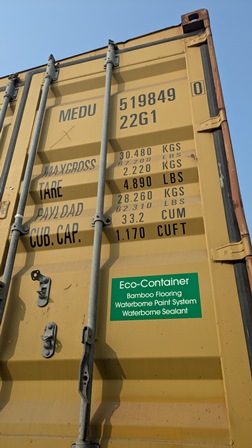 MEDU 519849 0
22G1
MAXGROSS 30.480 KGS
67.200 LBS
TARE 2.220 KGS
4.890 LBS
PAYLOAD 28.260 KGS
62.310 LBS
CUB. CAP. 33.2 CUM
1.170 CUFT
Eco-Container
Bamboo Flooring
Waterborne Paint System
Waterborne Sealant